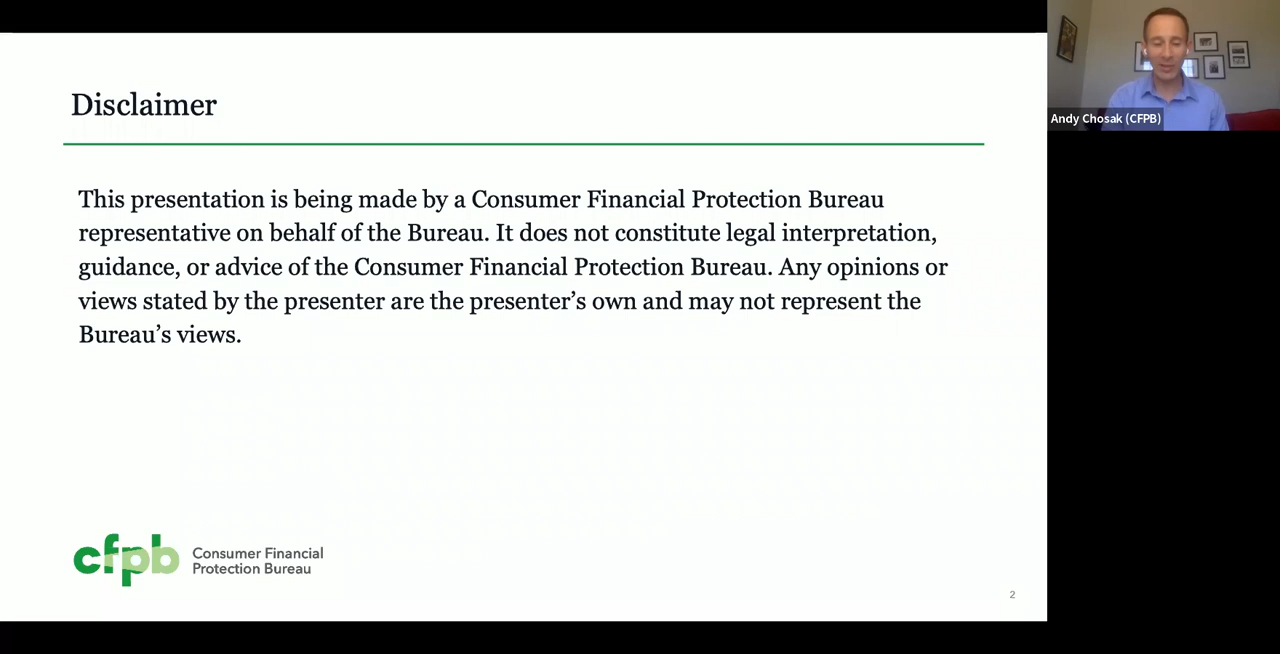 Disclaimer
This presentation is being made by a Consumer Financial Protection Bureau
representative on behalf of the Bureau. It does not constitute legal interpretation,
guidance, or advice of the Consumer Financial Protection Bureau. Any opinions or
views stated by the presenter are the presenter’s own and may not represent the
Bureau’s views.
cfpb
Consumer Financial
Protection Bureau
2
Andy Chosak (CFPB)